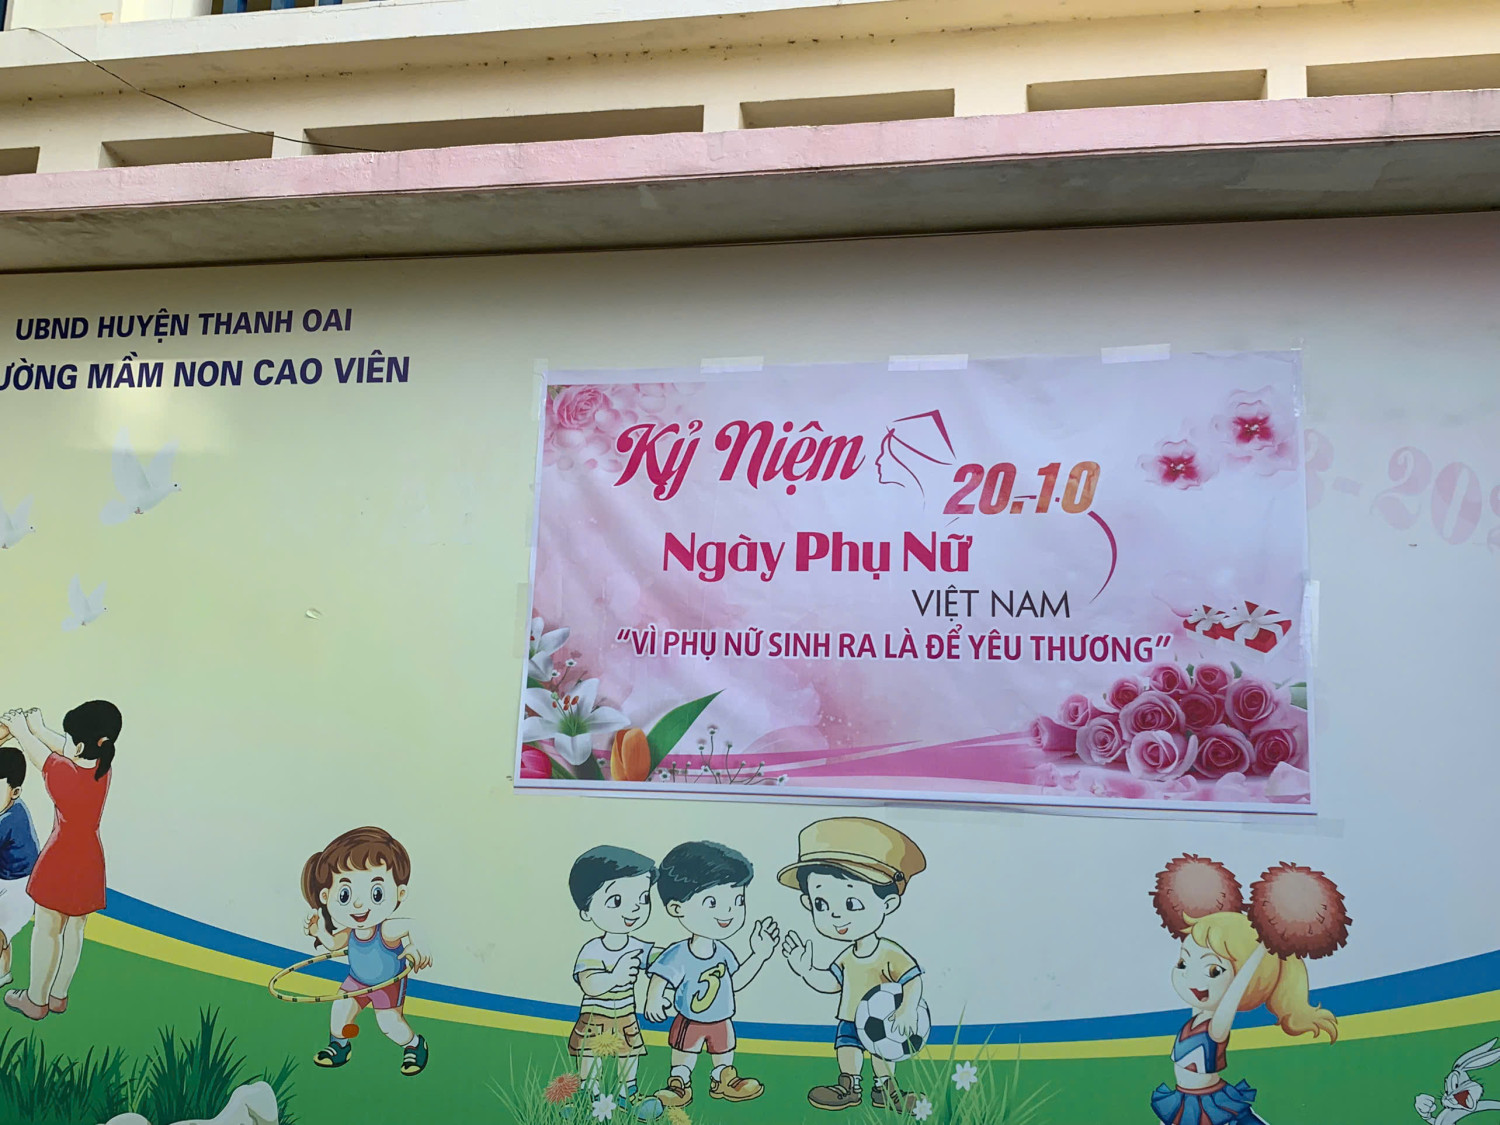 UBND HUYỆN THANH OAI
ƯỜNG MẦM NON CAO VIÊN
Kỷ Niệm
20.10
Ngày Phụ Nữ
VIỆT NAM
“VÌ PHỤ NỮ SINH RA LÀ ĐỂ YÊU THƯƠNG”
5